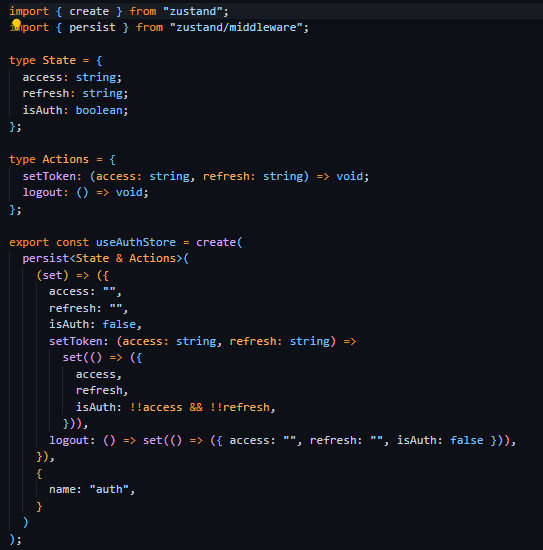 import { create } from "zustand";
import { persist } from "zustand/middleware";

type State = {
  access: string;
  refresh: string;
  isAuth: boolean;
};

type Actions = {
  setToken: (access: string, refresh: string) => void;
  logout: () => void;
};

export const useAuthStore = create(
  persist<State & Actions>(
    (set) => ({
      access: "",
      refresh: "",
      isAuth: false,
      setToken: (access: string, refresh: string) =>
        set(() => ({
          access,
          refresh,
          isAuth: !!access && !!refresh,
        })),
      logout: () => set(() => ({ access: "", refresh: "", isAuth: false })),
    }),
    {
      name: "auth",
    }
  )
);